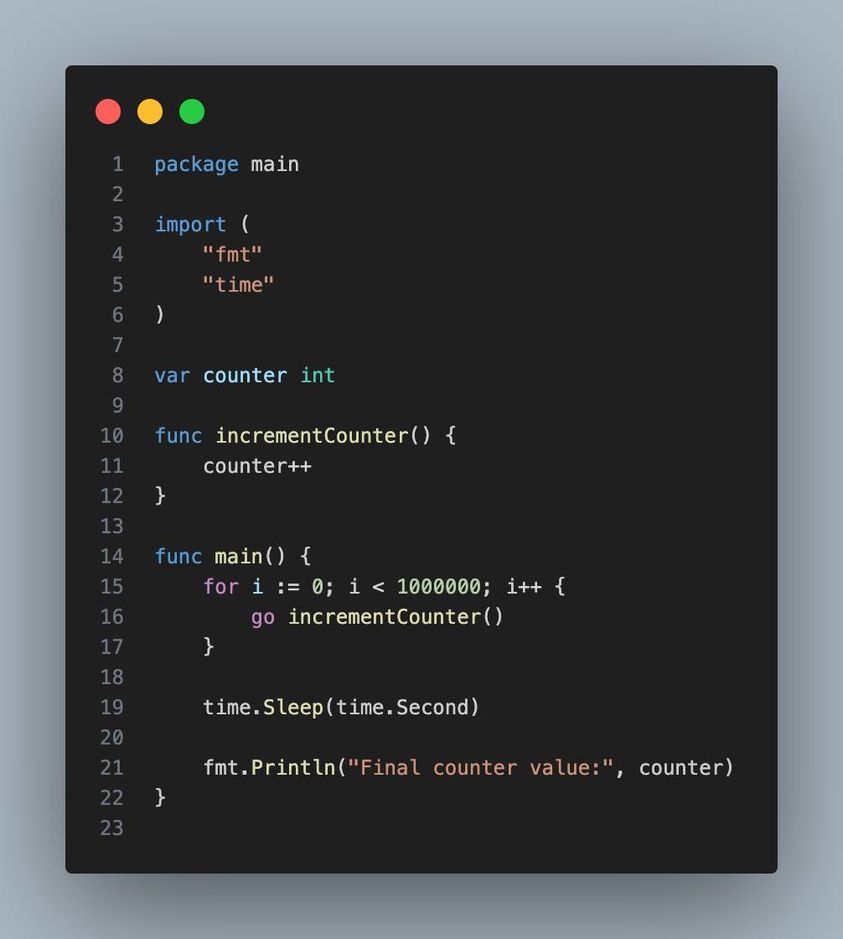 1 package main
2
3 import (
4     "fmt"
5     "time"
6 )
7
8 var counter int
9
10 func incrementCounter() {
11     counter++
12 }
13
14 func main() {
15     for i := 0; i < 1000000; i++ {
16         go incrementCounter()
17     }
18
19     time.Sleep(time.Second)
20
21     fmt.Println("Final counter value:", counter)
22 }
23